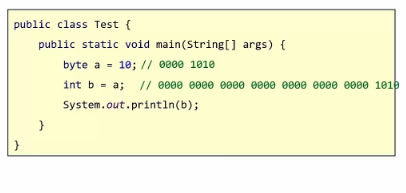 public class Test {
public static void main(String[] args) {
byte a = 10; // 0000 1010
int b = a; // 0000 0000 0000 0000 0000 0000 0000 1010
System.out.println(b);
}
}